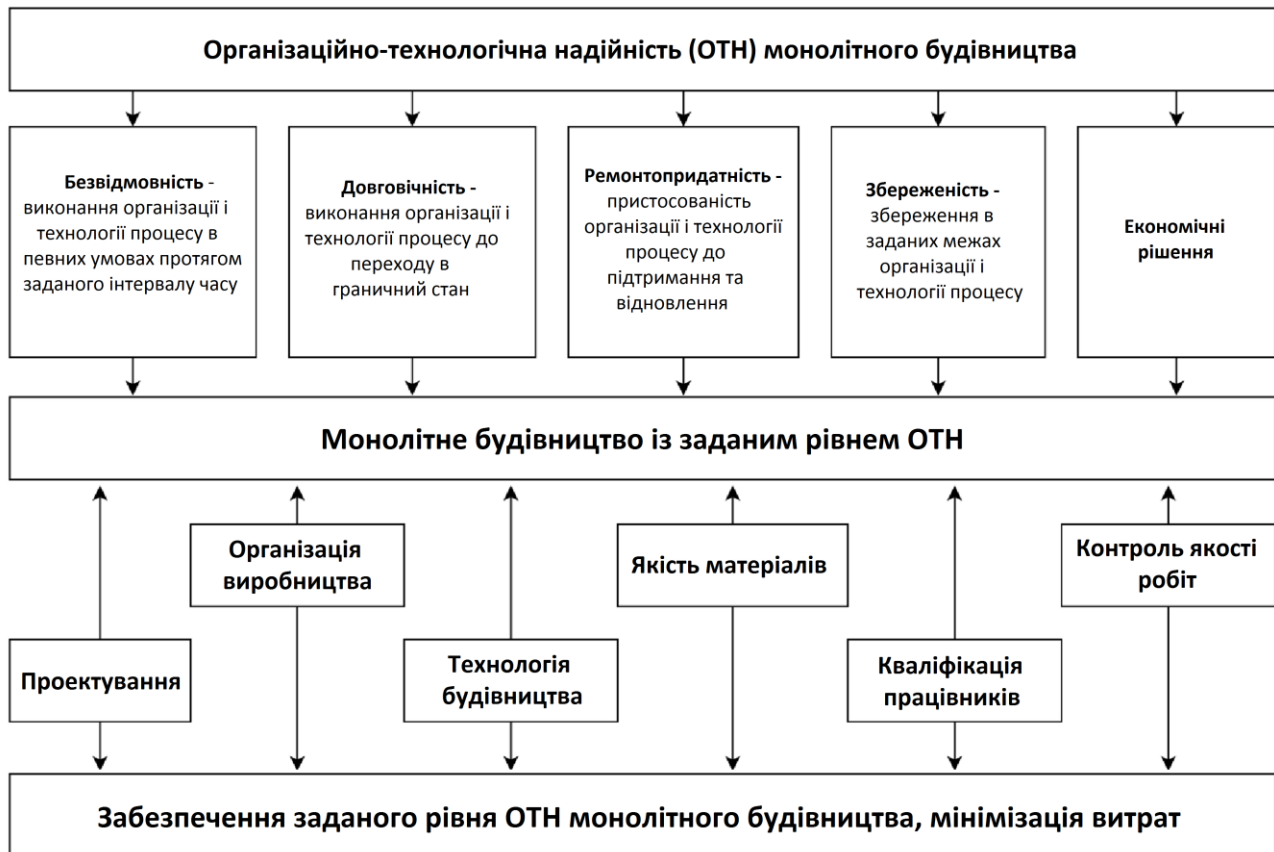 Організаційно-технологічна надійність (ОТН) монолітного будівництва
Безвідмовність -
виконання організації і
технології процесу в
певних умовах протягом
заданого інтервалу часу
Довговічність -
виконання організації і
технології процесу до
переходу в
граничний стан
Ремонтопридатність -
пристосованість
організації і технології
процесу до
підтримання та
відновлення
Збереженість -
збереження в
заданих межах
організації і
технології процесу
Економічні
рішення
Монолітне будівництво із заданим рівнем ОТН
Організація
виробництва
Якість матеріалів
Контроль якості
робіт
Проектування
Технологія
будівництва
Кваліфікація
працівників
Забезпечення заданого рівня ОТН монолітного будівництва, мінімізація витрат